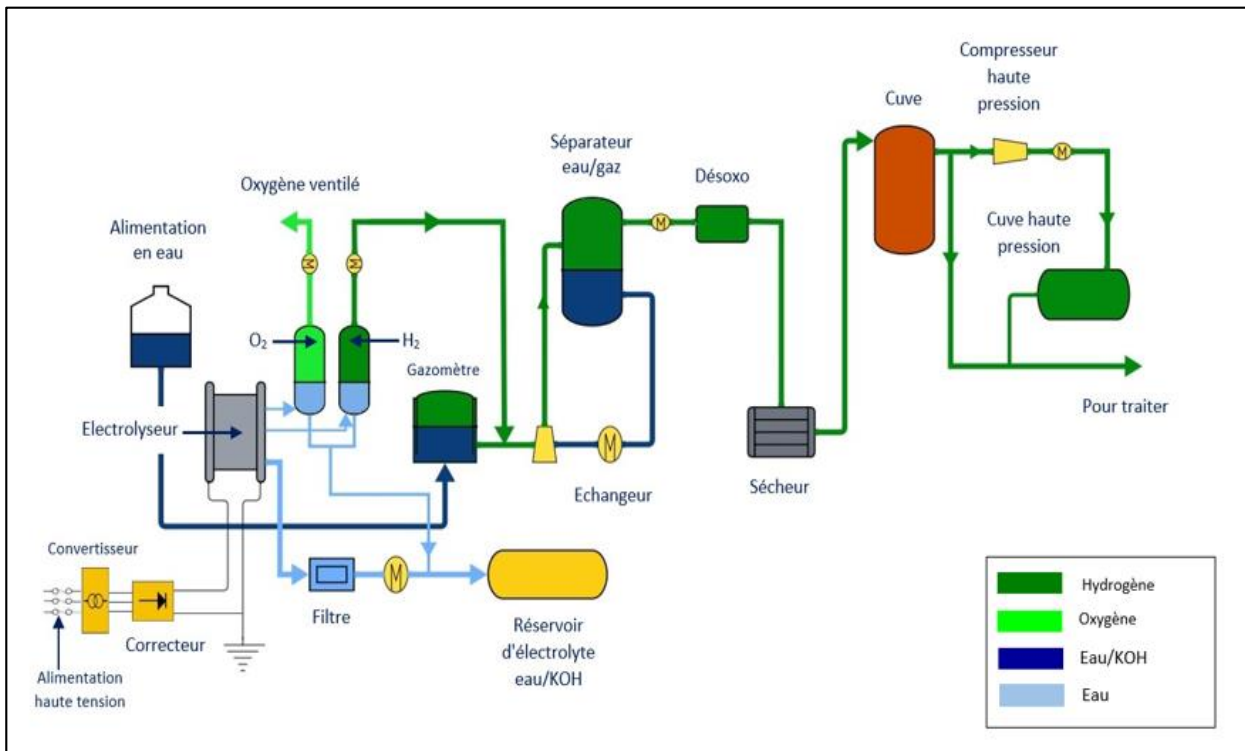 Compresseur
haute
pression
Cuve
Séparateur
eau/gaz
Désoxo
Oxygène ventilé
Alimentation
en eau
M
M
Cuve haute
pression
M
M
O₂
H₂
Gazomètre
Pour traiter
Electrolyseur
M
Echangeur
Sécheur
Convertisseur
M
Filtre
Réservoir
d'électrolyte
eau/KOH
Correcteur
Alimentation
haute tension
Hydrogène
Oxygène
Eau/KOH
Eau